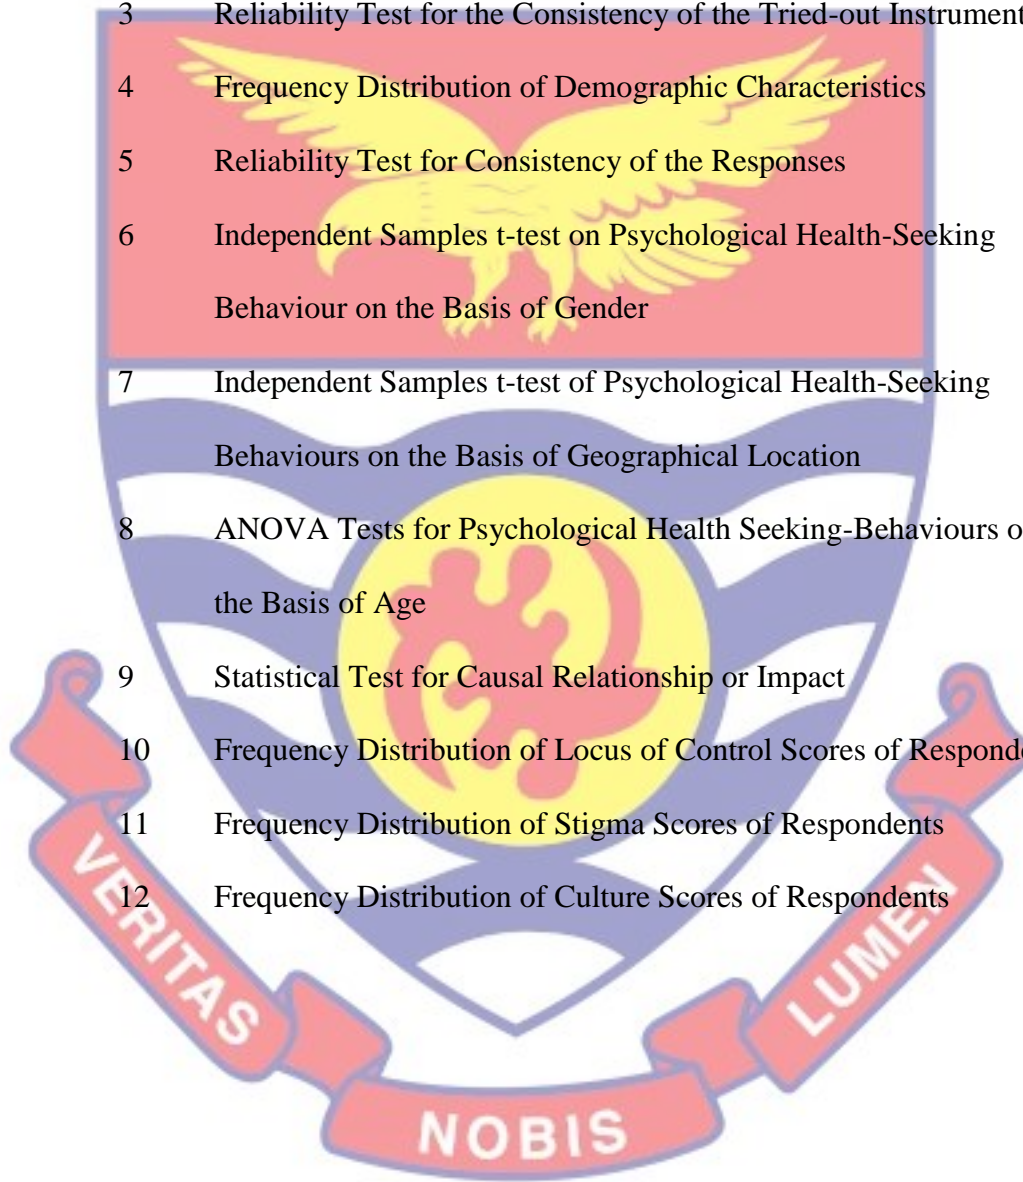 3 Reliability Test for the Consistency of the Tried-out Instrument
4 Frequency Distribution of Demographic Characteristics
5 Reliability Test for Consistency of the Responses
6 Independent Samples t-test on Psychological Health-Seeking
Behaviour on the Basis of Gender
7 Independent Samples t-test of Psychological Health-Seeking
Behaviours on the Basis of Geographical Location
8 ANOVA Tests for Psychological Health Seeking-Behaviours o
the Basis of Age
9 Statistical Test for Causal Relationship or Impact
10 Frequency Distribution of Locus of Control Scores of Responde
11 Frequency Distribution of Stigma Scores of Respondents
12 Frequency Distribution of Culture Scores of Respondents
VERITAS
NOBIS
LUMEN